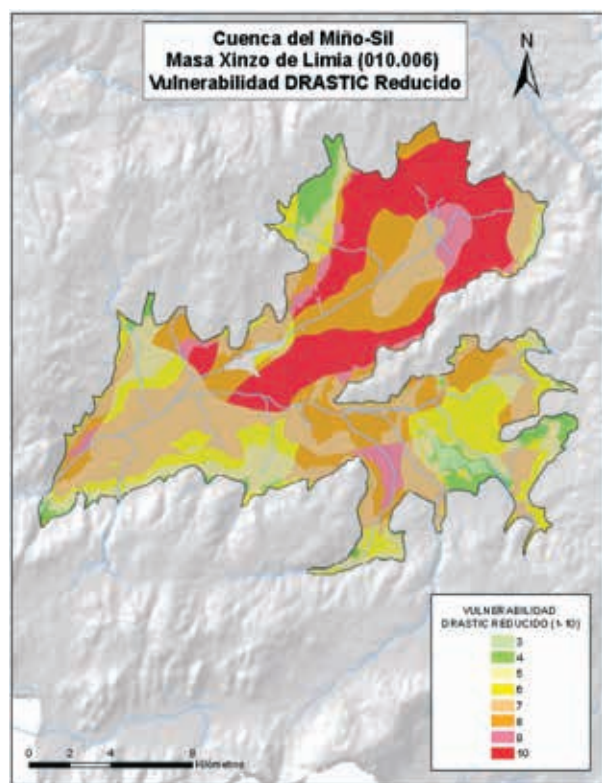 Cuenca del Miño-Sil
Masa Xinzo de Limia (010.006)
Vulnerabilidad DRASTIC Reducido
N
VULNERABILIDAD
DRASTIC REDUCIDO (1-10)
3
4
5
6
7
8
9
10
0 2 4 8
Kilómetros